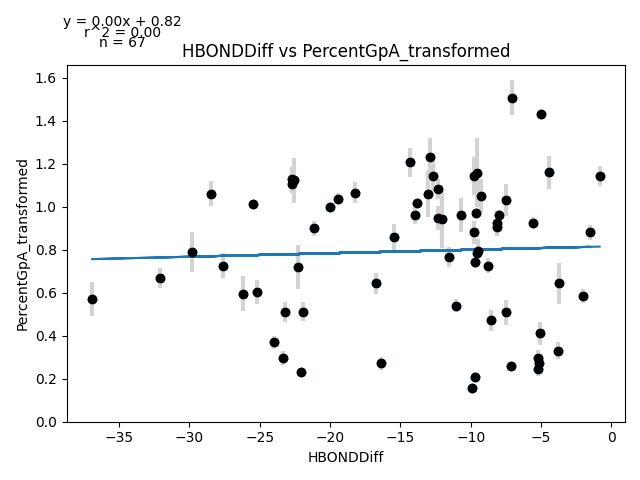 y = 0.00x + 0.82
r^2 = 0.00
n = 67
HBONDDiff vs PercentGpA_transformed
PercentGpA_transformed
1.6
1.4
1.2
1.0
0.8
0.6
0.4
0.2
0.0
−35
−30
−25
−20
−15
−10
−5
0
HBONDDiff